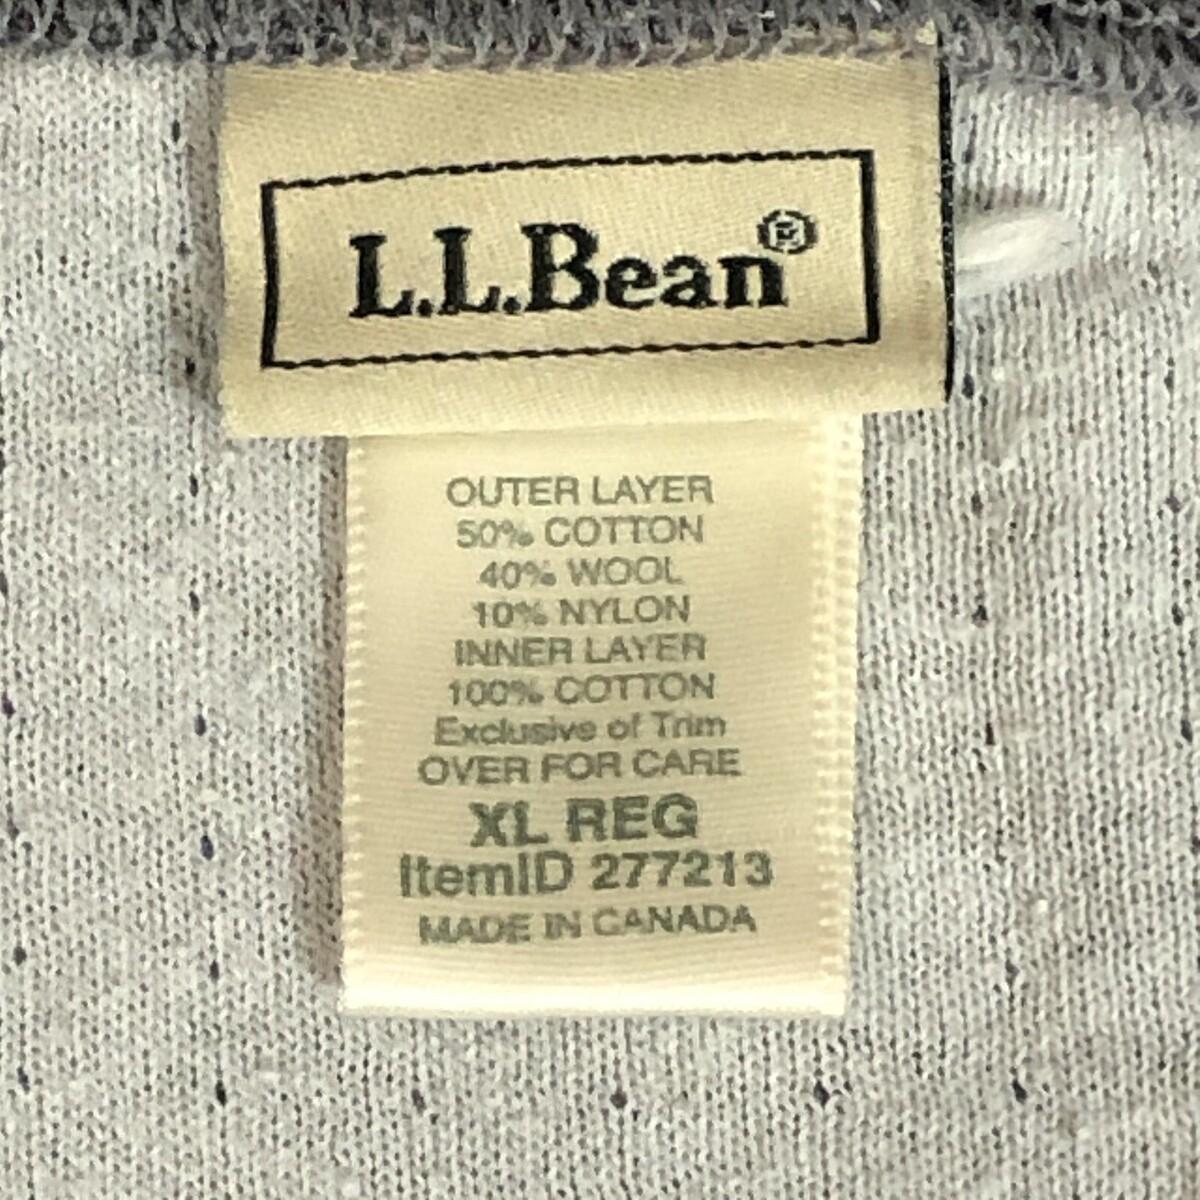 L.L.Bean®
OUTER LAYER
50% COTTON
40% WOOL
10% NYLON
INNER LAYER
100% COTTON
Exclusive of Trim
OVER FOR CARE
XL REG
ItemID 277213
MADE IN CANADA